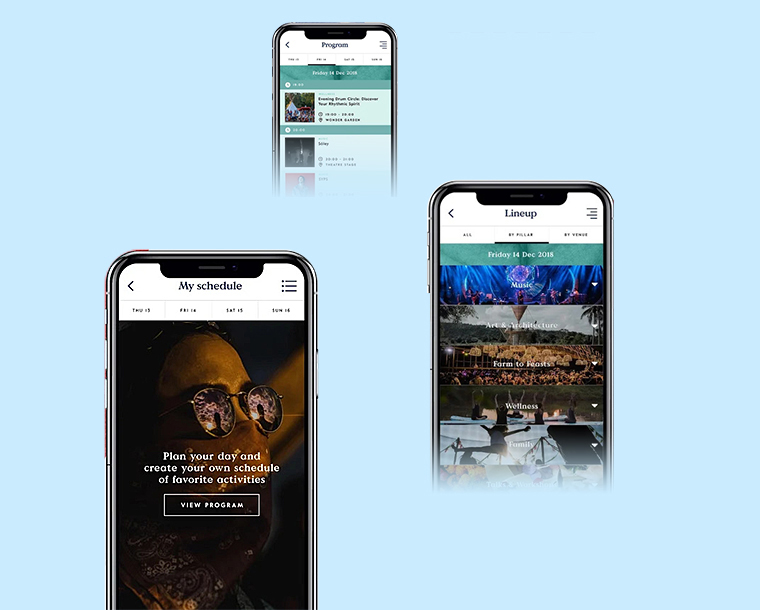 Program
THU 13 FRI 14 SAT 15 SUN 16
Friday 14 Dec 2018
19:00
Evening Drum Circle: Discover
Your Rhythmic Spirit
19:00 - 20:00
WONDER GARDEN
20:00
Sóley
20:00 - 21:00
THEATRE STAGE
Lineup
ALL BY PILLAR BY VENUE
Friday 14 Dec 2018
Music
Art & Architecture
Farm to Feasts
Wellness
Family
My schedule
THU 13 FRI 14 SAT 15 SUN 16
Plan your day and
create your own schedule
of favorite activities
VIEW PROGRAM